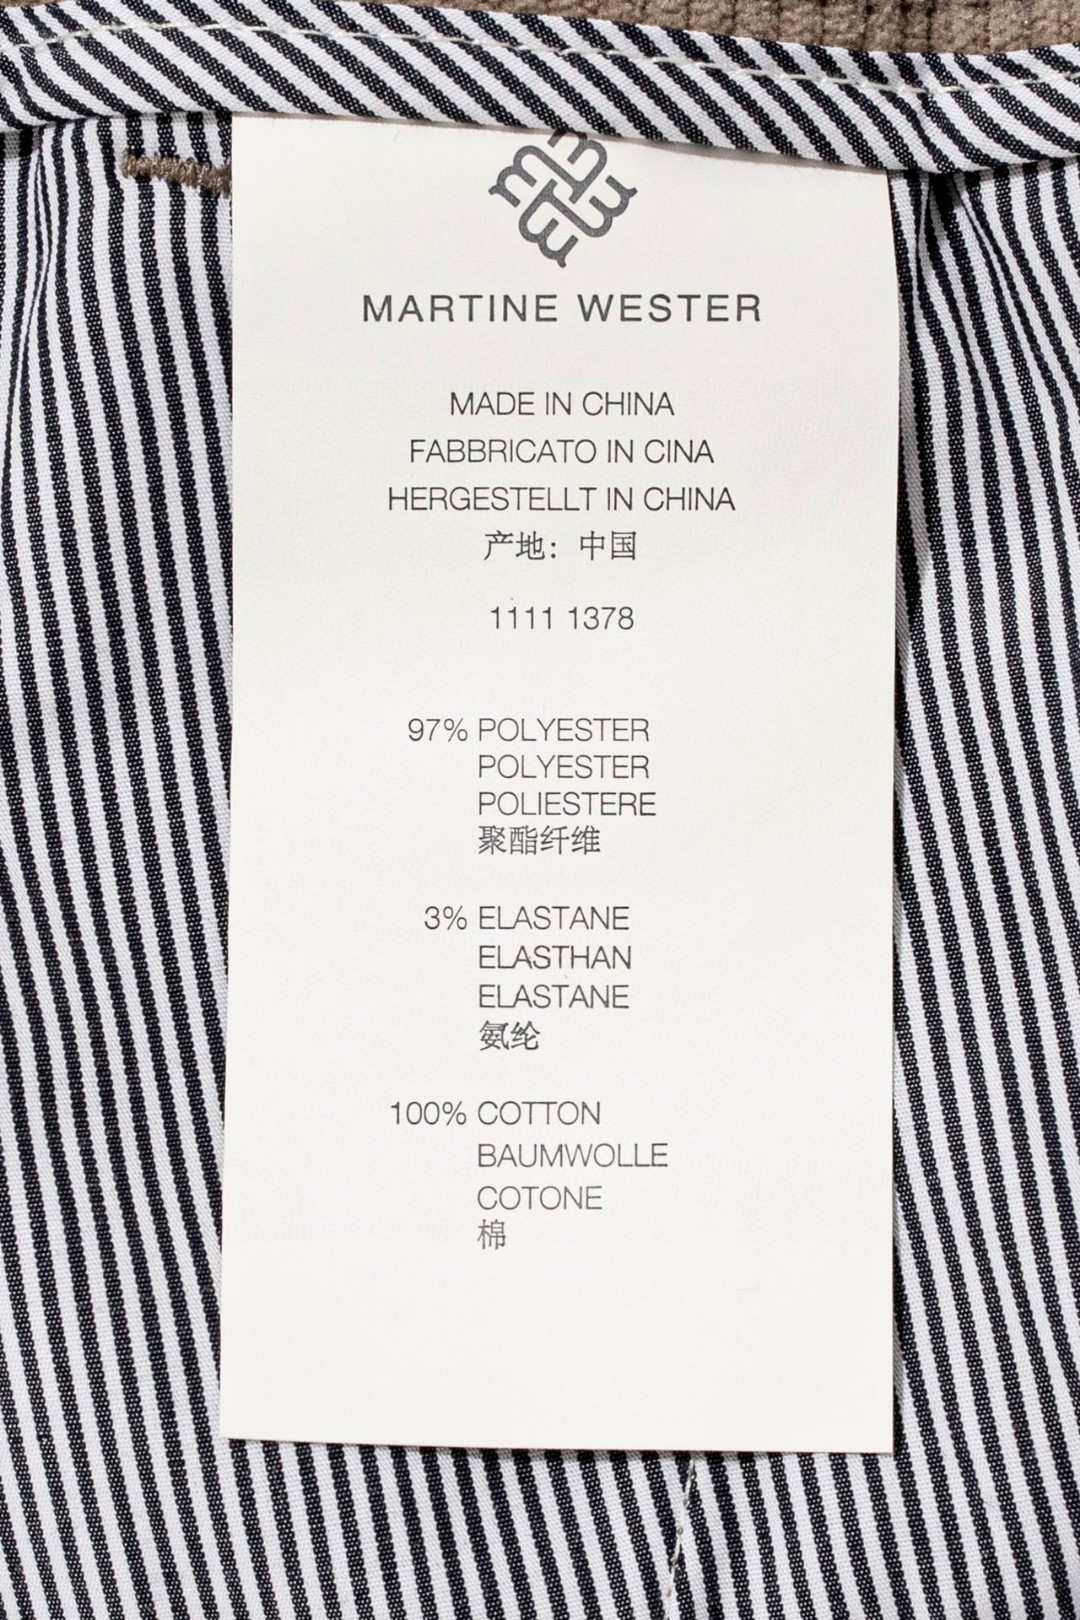 MARTINE WESTER
MADE IN CHINA
FABBRICATO IN CINA
HERGESTELLT IN CHINA
产地：中国
1111 1378
97% POLYESTER
POLYESTER
POLIESTERE
聚酯纤维
3% ELASTANE
ELASTHAN
ELASTANE
氨纶
100% COTTON
BAUMWOLLE
COTONE
棉